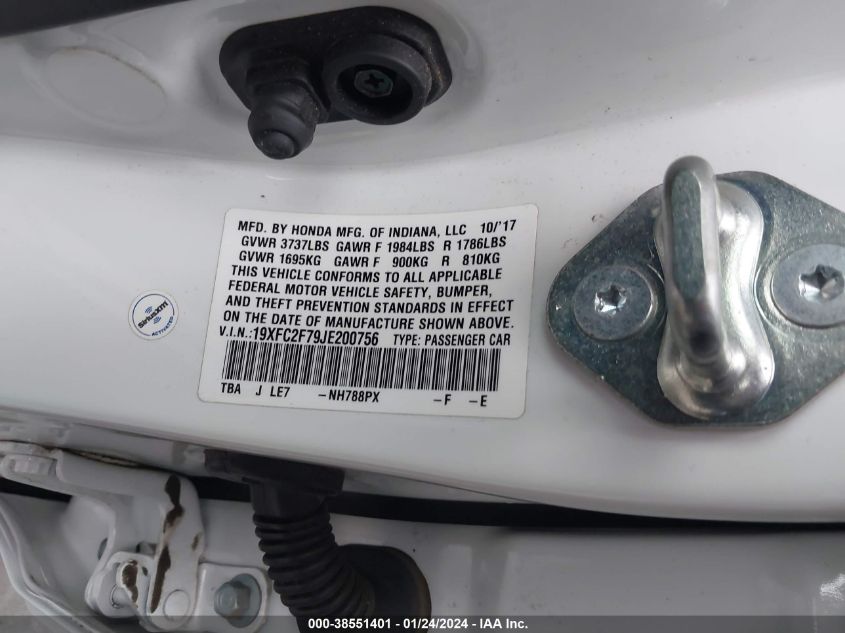 MFD. BY HONDA MFG. OF INDIANA, LLC 10/'17
GVWR 3737LBS GAWR F 1984LBS R 1786LBS
GVWR 1695KG GAWR F 900KG R 810KG
THIS VEHICLE CONFORMS TO ALL APPLICABLE
FEDERAL MOTOR VEHICLE SAFETY, BUMPER,
AND THEFT PREVENTION STANDARDS IN EFFECT
ON THE DATE OF MANUFACTURE SHOWN ABOVE.
V.I.N.:19XFC2F79JE200756 TYPE: PASSENGER CAR
TBA J LE7 -NH788PX -F -E
SiriusXM
ACTIVATED
000-38551401 - 01/24/2024 - IAA Inc.